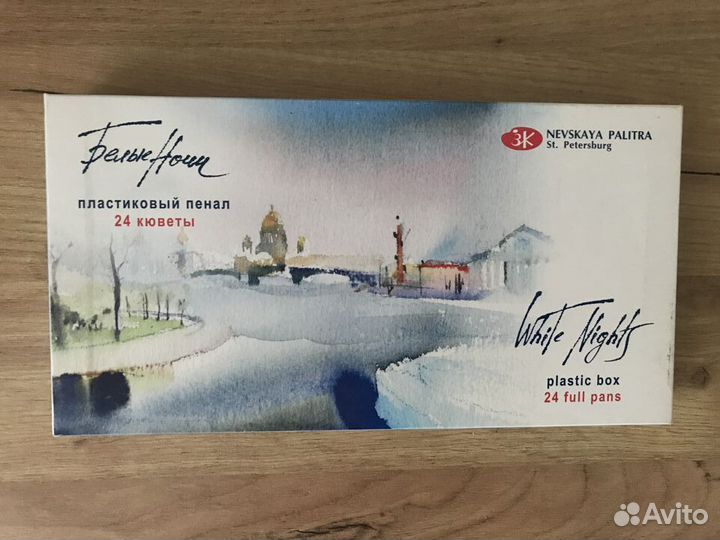 Белые Ночи
пластиковый пенал
24 кюветы
ЗК
NEVSKAYA PALITRA
St. Petersburg
White Nights
plastic box
24 full pans
Avito